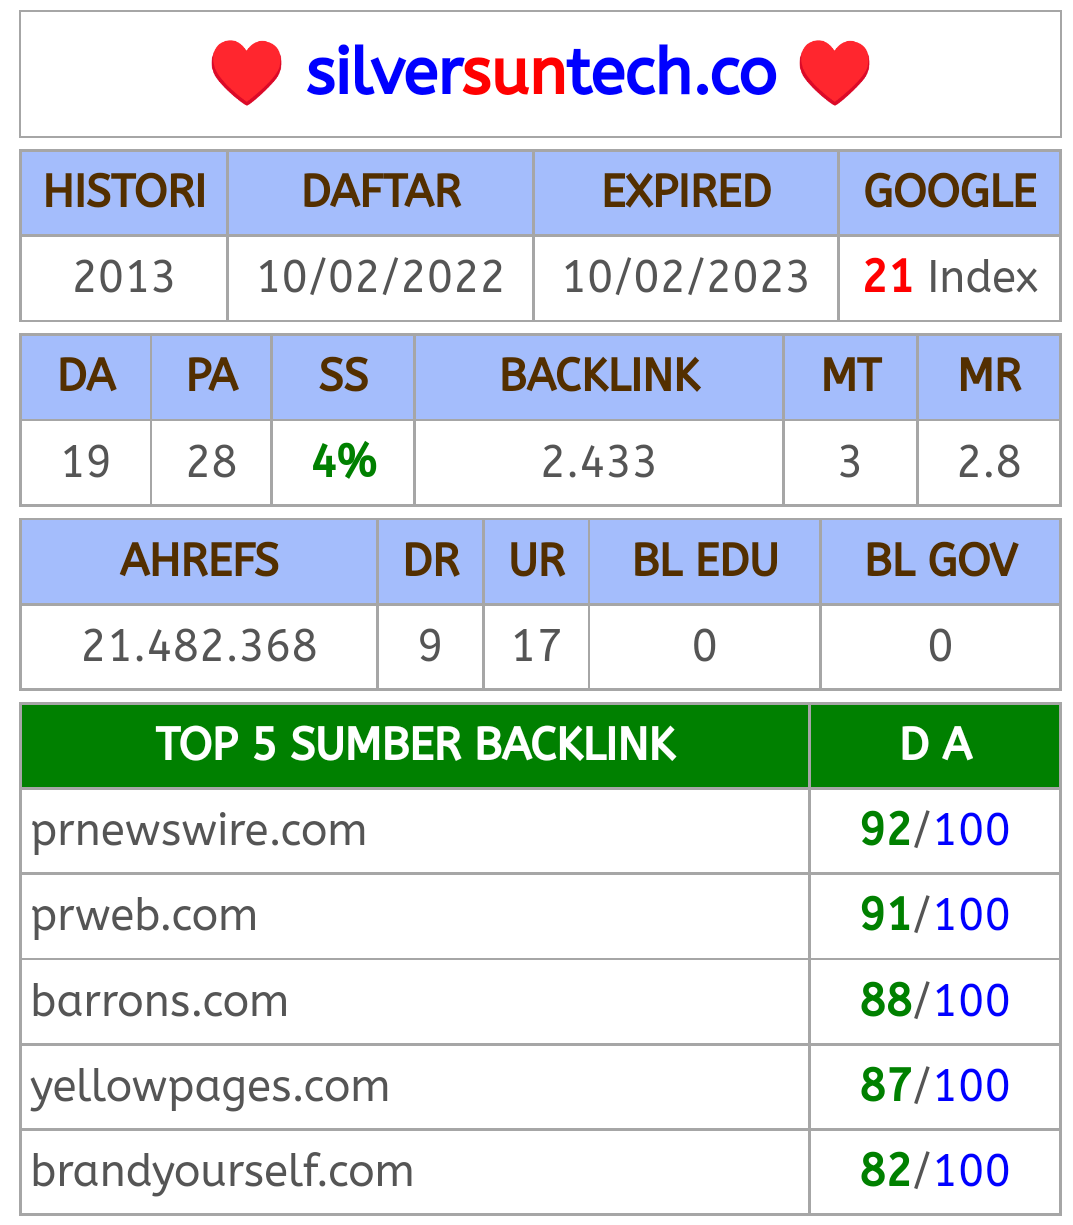 silversuntech.co
HISTORI DAFTAR EXPIRED GOOGLE
2013 10/02/2022 10/02/2023 21 Index
DA PA SS BACKLINK MT MR
19 28 4% 2.433 3 2.8
AHREFS DR UR BL EDU BL GOV
21.482.368 9 17 0 0
TOP 5 SUMBER BACKLINK D A
prnewswire.com 92/100
prweb.com 91/100
barrons.com 88/100
yellowpages.com 87/100
brandyourself.com 82/100